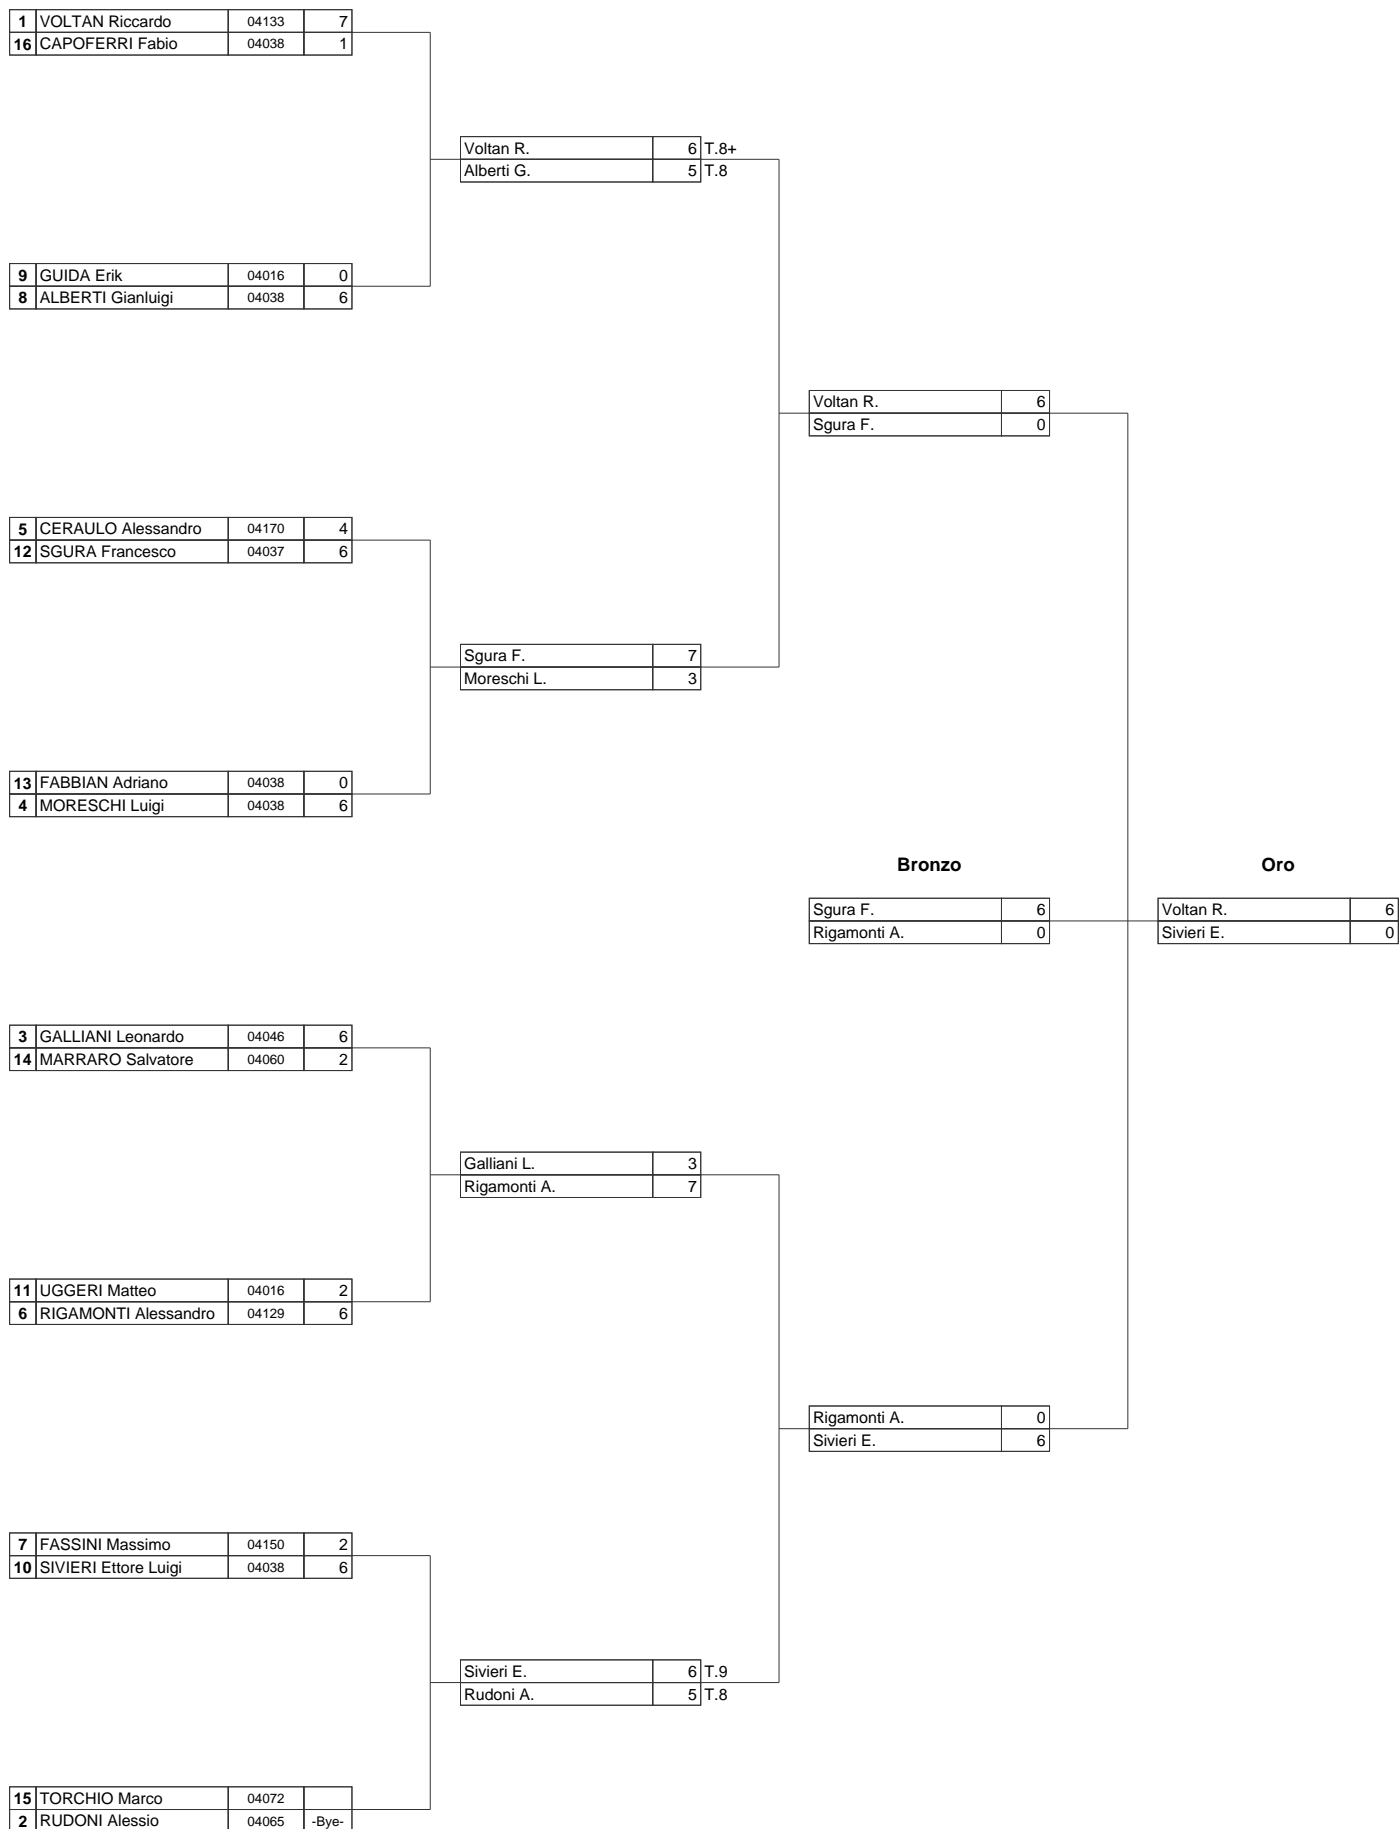 1 VOLTAN Riccardo 04133 7
16 CAPOFERRI Fabio 04038 1
Voltan R. 6 T.8+
Alberti G. 5 T.8
9 GUIDA Erik 04016 0
8 ALBERTI Gianluigi 04038 6
Voltan R. 6
Sgura F. 0
5 CERAULO Alessandro 04170 4
12 SGURA Francesco 04037 6
Sgura F. 7
Moreschi L. 3
13 FABBIAN Adriano 04038 0
4 MORESCHI Luigi 04038 6
Bronzo Oro
Sgura F. 6 Voltan R. 6
Rigamonti A. 0 Sivieri E. 0
3 GALLIANI Leonardo 04046 6
14 MARRARO Salvatore 04060 2
Galliani L. 3
Rigamonti A. 7
11 UGGERI Matteo 04016 2
6 RIGAMONTI Alessandro 04129 6
Rigamonti A. 0
Sivieri E. 6
7 FASSINI Massimo 04150 2
10 SIVIERI Ettore Luigi 04038 6
Sivieri E. 6 T.9
Rudoni A. 5 T.8
15 TORCHIO Marco 04072
2 RUDONI Alessio 04065 -Bye-